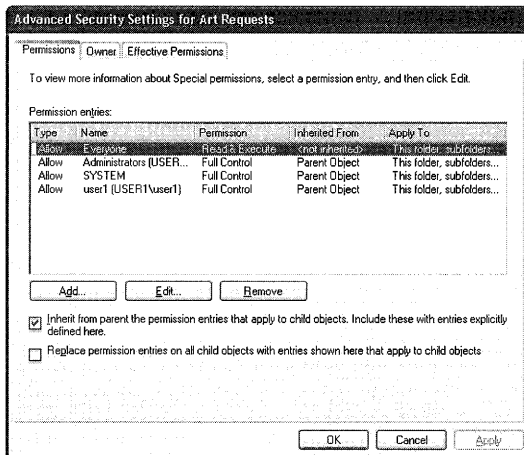 Advanced Security Settings for Art Requests
Permissions Owner Effective Permissions
To view more information about Special permissions, select a permission entry, and then click Edit.
Permission entries:
Type Name Permission Inherited From Apply To
Allow Everyone Read & Execute <not inherited> This folder, subfolders...
Allow Administrators (USER... Full Control Parent Object This folder, subfolders...
Allow SYSTEM Full Control Parent Object This folder, subfolders...
Allow user1 (USER1\user1) Full Control Parent Object This folder, subfolders...
Add... Edit... Remove
Inherit from parent the permission entries that apply to child objects. Include these with entries explicitly
defined here.
Replace permission entries on all child objects with entries shown here that apply to child objects
OK Cancel Apply